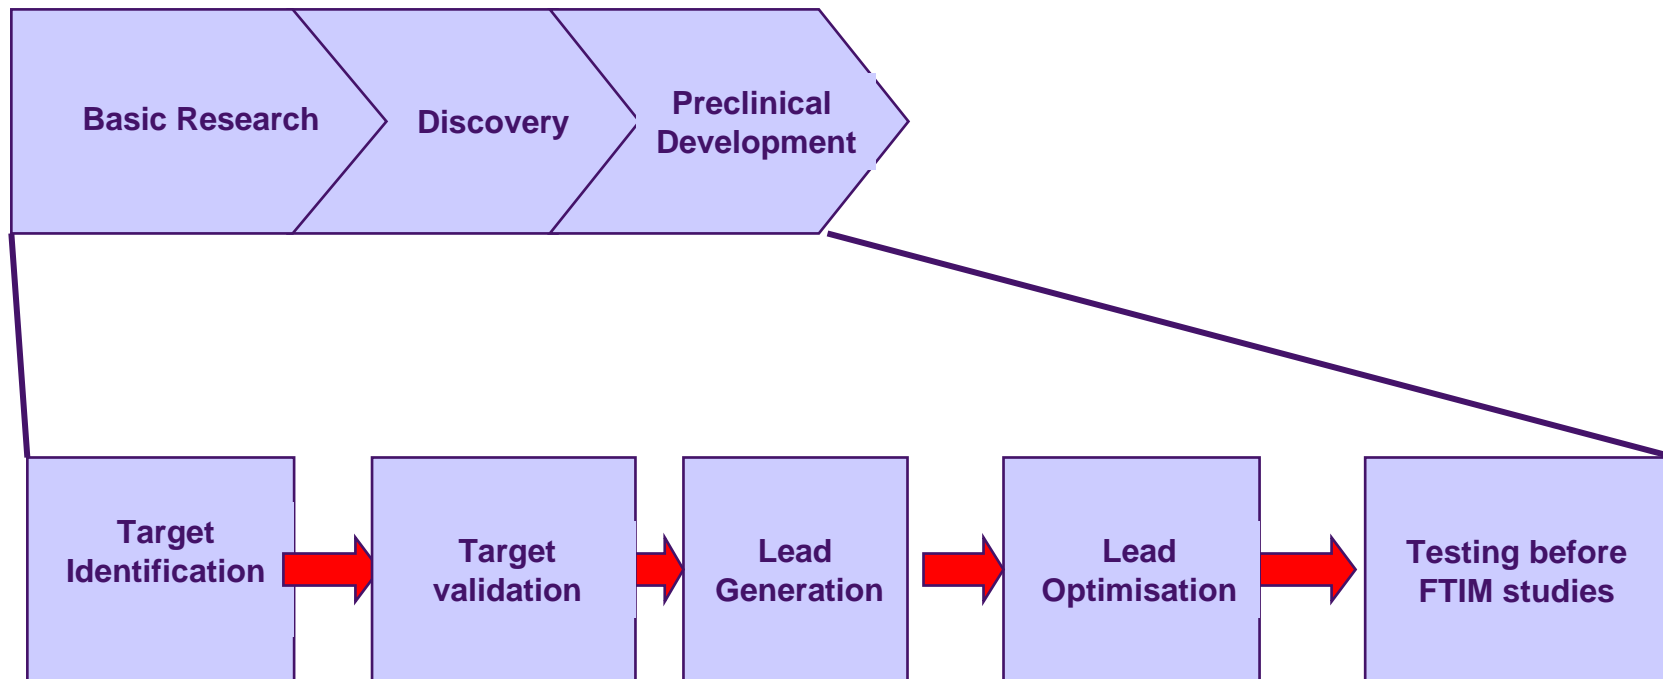 Basic Research
Discovery
Preclinical
Development
Target
Identification
Target
validation
Lead
Generation
Lead
Optimisation
Testing before
FTIM studies